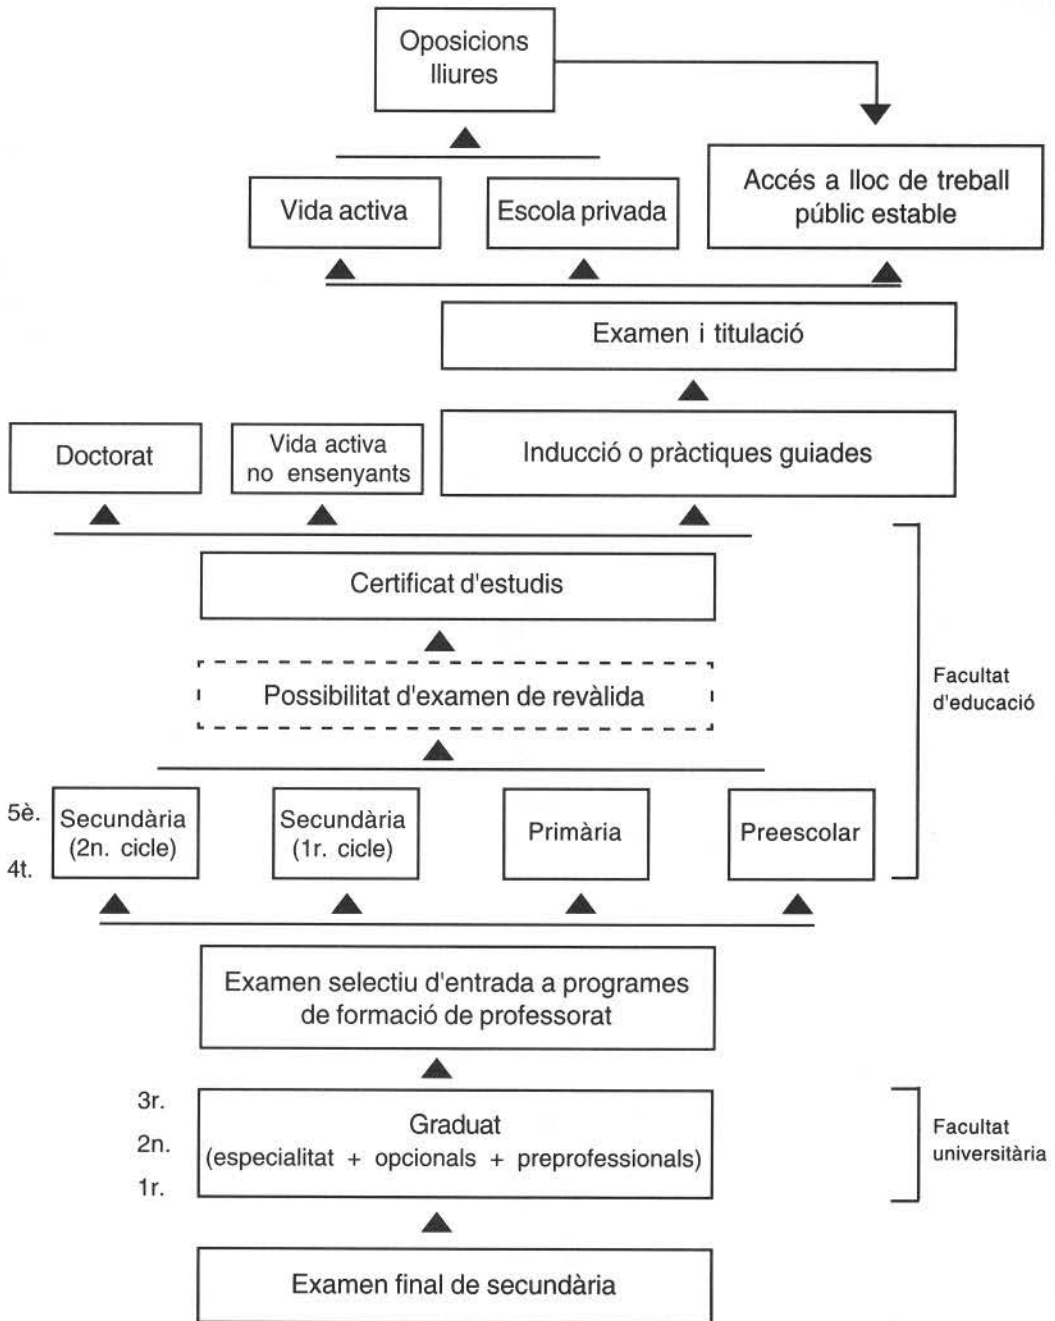 Oposicions
lliures
Vida activa
Escola privada
Accés a lloc de treball
públic estable
Examen i titulació
Doctorat
Vida activa
no ensenyants
Inducció o pràctiques guiades
Certificat d'estudis
Possibilitat d'examen de revàlida
Facultat
d'educació
5è.
4t.
Secundària
(2n. cicle)
Secundària
(1r. cicle)
Primària
Preescolar
Examen selectiu d'entrada a programes
de formació de professorat
3r.
2n.
1r.
Graduat
(especialitat + opcionals + preprofessionals)
Facultat
universitària
Examen final de secundària